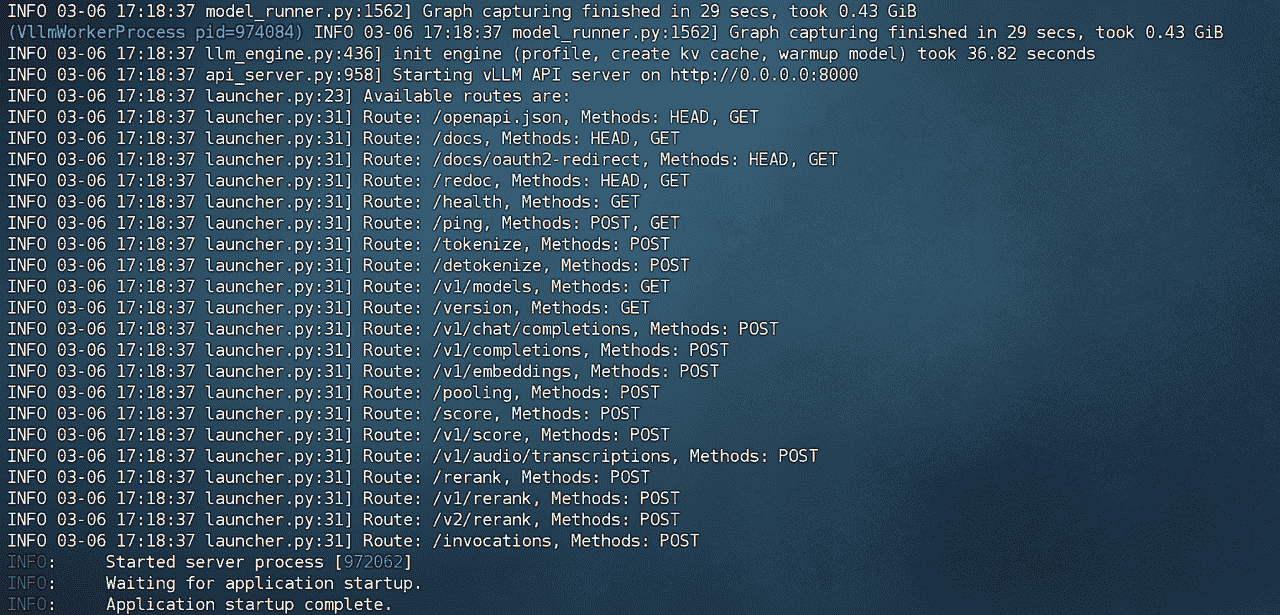 INFO 03-06 17:18:37 model_runner.py:1562] Graph capturing finished in 29 secs, took 0.43 GiB
(VllmWorkerProcess pid=974084) INFO 03-06 17:18:37 model_runner.py:1562] Graph capturing finished in 29 secs, took 0.43 GiB
INFO 03-06 17:18:37 llm_engine.py:436] init engine (profile, create kv cache, warmup model) took 36.82 seconds
INFO 03-06 17:18:37 api_server.py:958] Starting vLLM API server on http://0.0.0.0:8000
INFO 03-06 17:18:37 launcher.py:23] Available routes are:
INFO 03-06 17:18:37 launcher.py:31] Route: /openapi.json, Methods: HEAD, GET
INFO 03-06 17:18:37 launcher.py:31] Route: /docs, Methods: HEAD, GET
INFO 03-06 17:18:37 launcher.py:31] Route: /docs/oauth2-redirect, Methods: HEAD, GET
INFO 03-06 17:18:37 launcher.py:31] Route: /redoc, Methods: HEAD, GET
INFO 03-06 17:18:37 launcher.py:31] Route: /health, Methods: GET
INFO 03-06 17:18:37 launcher.py:31] Route: /ping, Methods: POST, GET
INFO 03-06 17:18:37 launcher.py:31] Route: /tokenize, Methods: POST
INFO 03-06 17:18:37 launcher.py:31] Route: /detokenize, Methods: POST
INFO 03-06 17:18:37 launcher.py:31] Route: /v1/models, Methods: GET
INFO 03-06 17:18:37 launcher.py:31] Route: /version, Methods: GET
INFO 03-06 17:18:37 launcher.py:31] Route: /v1/chat/completions, Methods: POST
INFO 03-06 17:18:37 launcher.py:31] Route: /v1/completions, Methods: POST
INFO 03-06 17:18:37 launcher.py:31] Route: /v1/embeddings, Methods: POST
INFO 03-06 17:18:37 launcher.py:31] Route: /pooling, Methods: POST
INFO 03-06 17:18:37 launcher.py:31] Route: /score, Methods: POST
INFO 03-06 17:18:37 launcher.py:31] Route: /v1/score, Methods: POST
INFO 03-06 17:18:37 launcher.py:31] Route: /v1/audio/transcriptions, Methods: POST
INFO 03-06 17:18:37 launcher.py:31] Route: /rerank, Methods: POST
INFO 03-06 17:18:37 launcher.py:31] Route: /v1/rerank, Methods: POST
INFO 03-06 17:18:37 launcher.py:31] Route: /v2/rerank, Methods: POST
INFO 03-06 17:18:37 launcher.py:31] Route: /invocations, Methods: POST
INFO:     Started server process [972062]
INFO:     Waiting for application startup.
INFO:     Application startup complete.